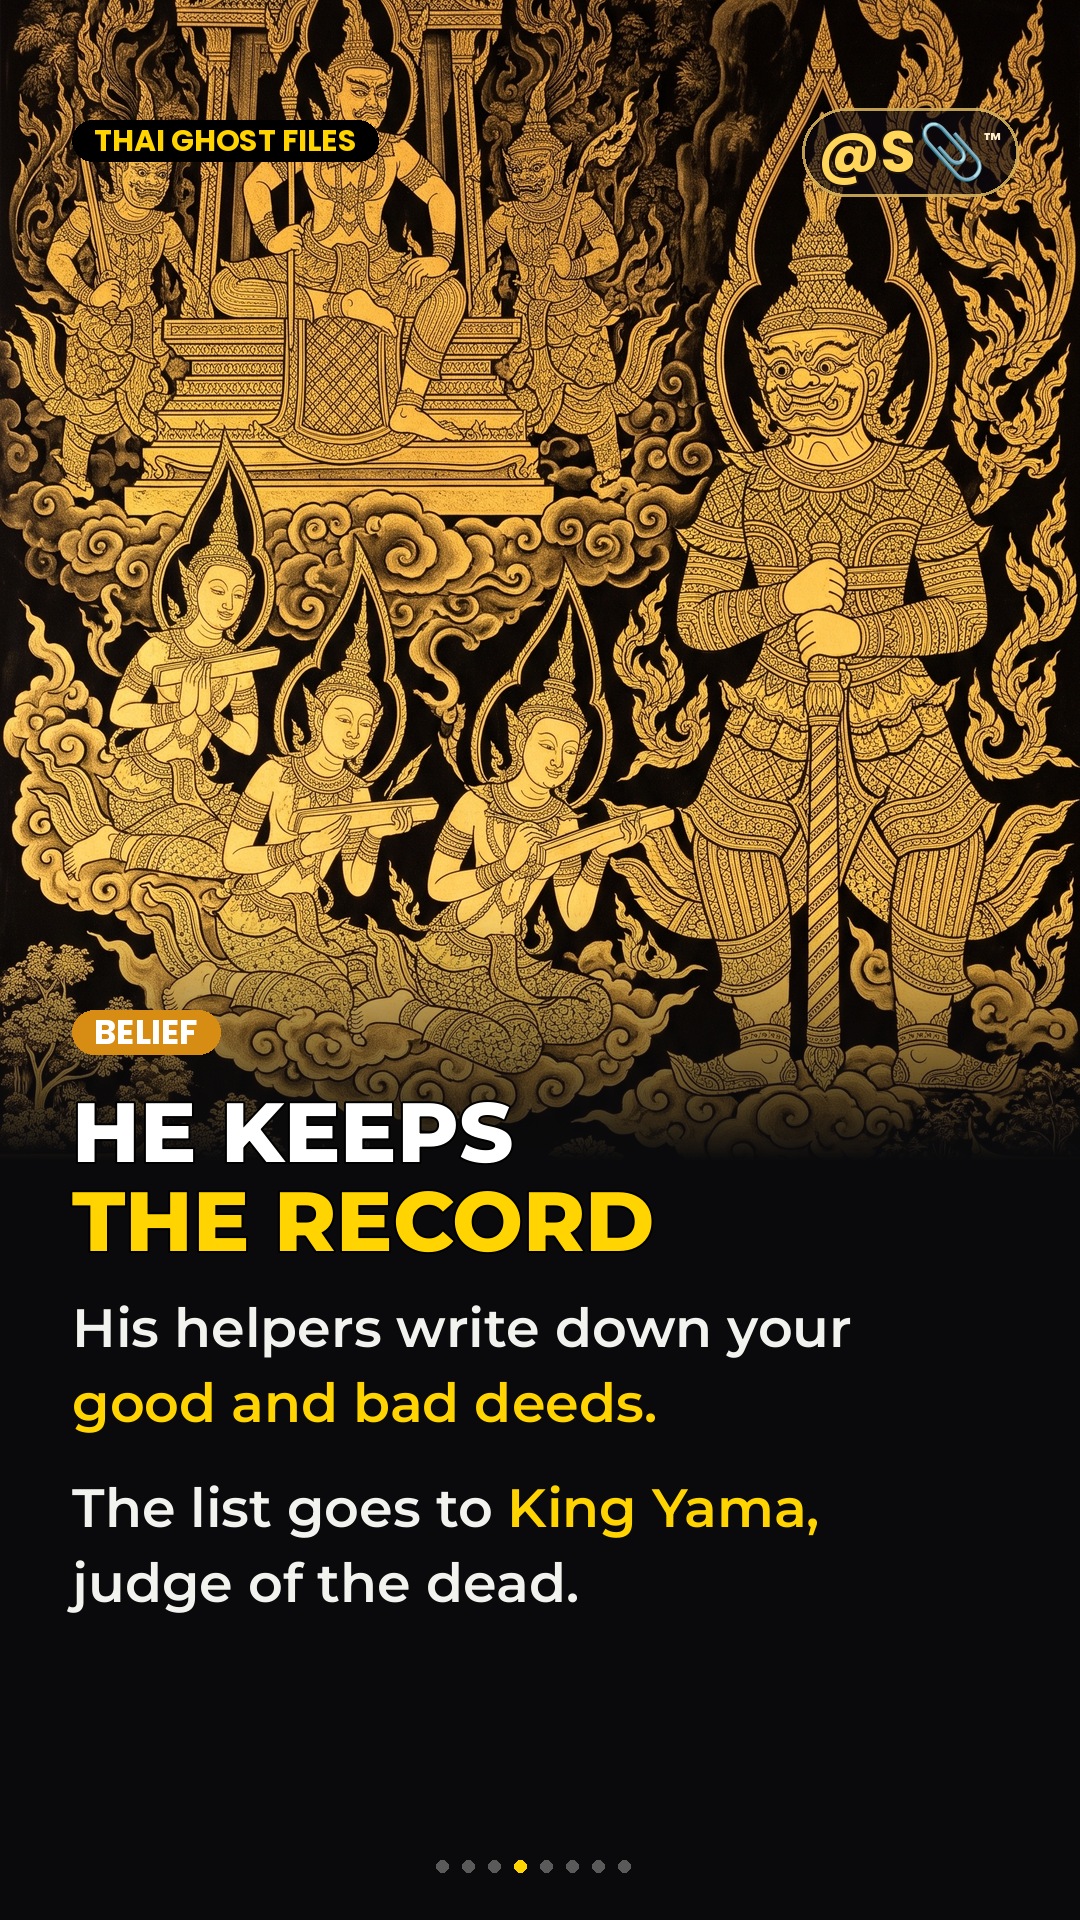 THAI GHOST FILES
@S📎™
BELIEF
HE KEEPS
THE RECORD
His helpers write down your
good and bad deeds.
The list goes to King Yama,
judge of the dead.